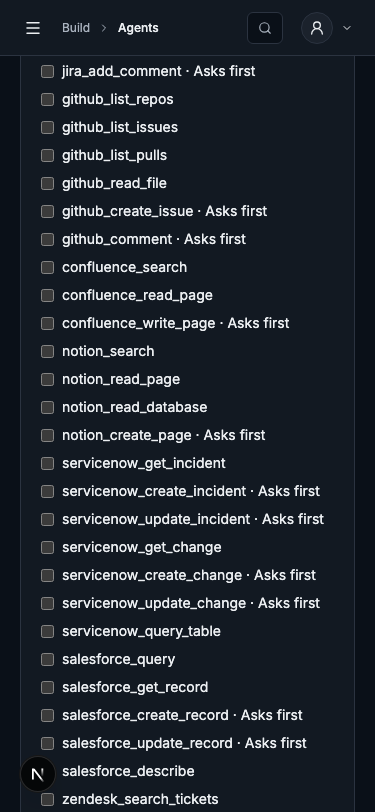 Build > Agents
jira_add_comment · Asks first
github_list_repos
github_list_issues
github_list_pulls
github_read_file
github_create_issue · Asks first
github_comment · Asks first
confluence_search
confluence_read_page
confluence_write_page · Asks first
notion_search
notion_read_page
notion_read_database
notion_create_page · Asks first
servicenow_get_incident
servicenow_create_incident · Asks first
servicenow_update_incident · Asks first
servicenow_get_change
servicenow_create_change · Asks first
servicenow_update_change · Asks first
servicenow_query_table
salesforce_query
salesforce_get_record
salesforce_create_record · Asks first
salesforce_update_record · Asks first
N salesforce_describe
zendesk_search_tickets